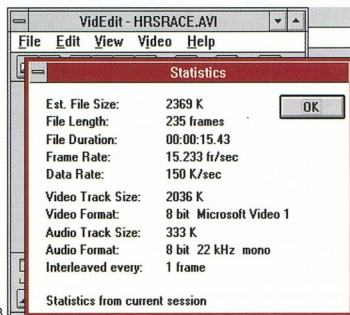 VidEdit - HRSRACE.AVI
File Edit View Video Help
Statistics
Est. File Size: 2369 K
OK
File Length: 235 frames
File Duration: 00:00:15.43
Frame Rate: 15.233 fr/sec
Data Rate: 150 K/sec
Video Track Size: 2036 K
Video Format: 8 bit Microsoft Video 1
Audio Track Size: 333 K
Audio Format: 8 bit 22 kHz mono
Interleaved every: 1 frame
Statistics from current session